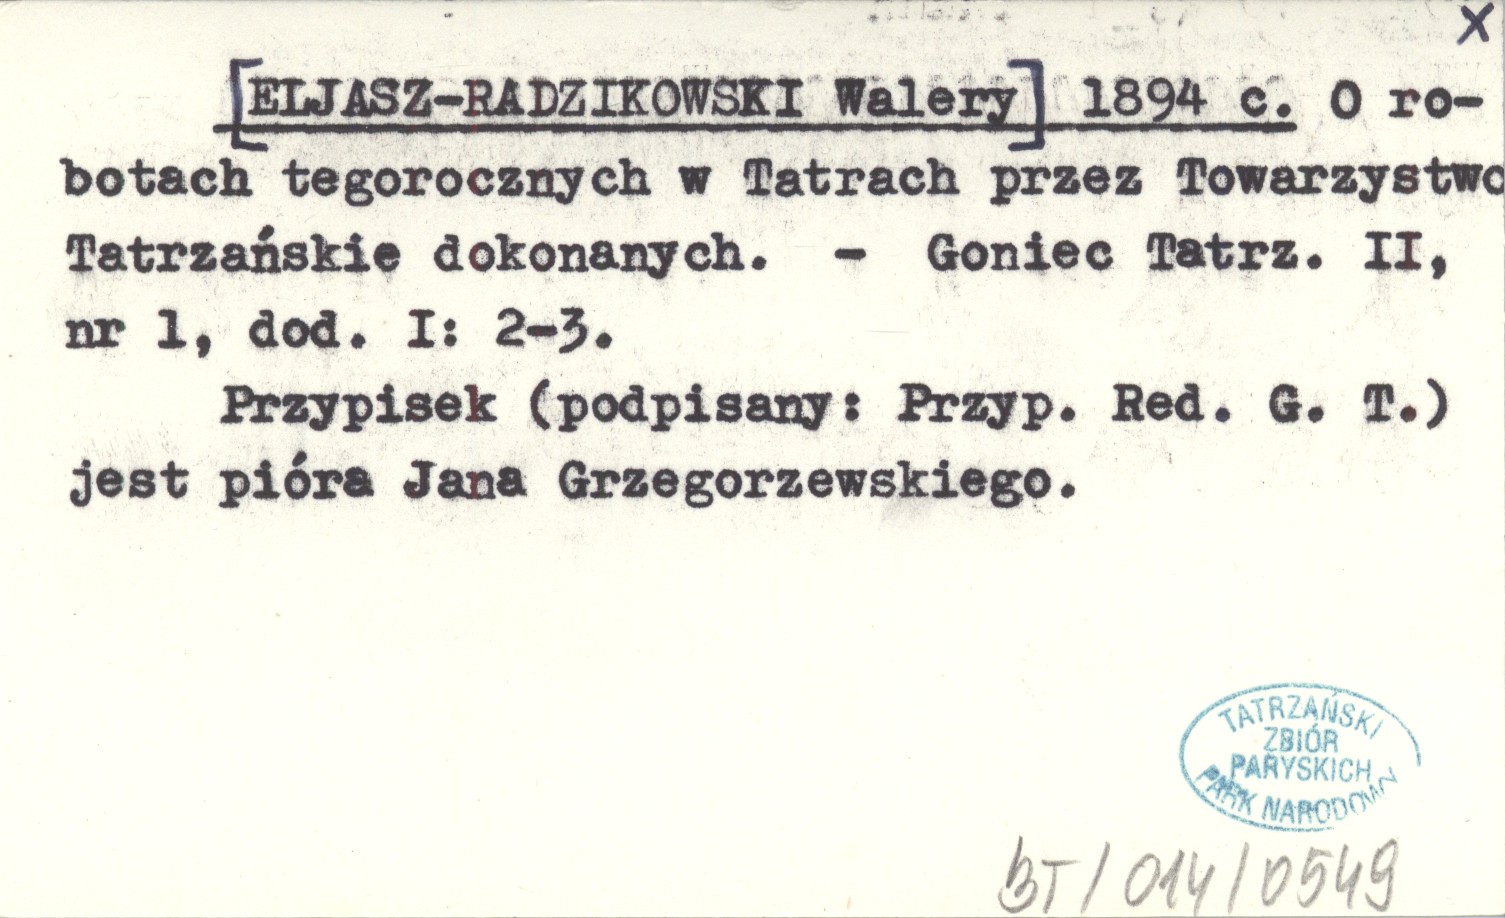 x
[ELJASZ-RADZIKOWSKI Walery] 1894 c. O ro-
botach tegorocznych w Tatrach przez Towarzystwo
Tatrzańskie dokonanych. - Goniec Tatrz. II,
nr 1, dod. I: 2-3.
Przypisek (podpisany: Przyp. Red. G. T.)
jest pióra Jana Grzegorzewskiego.
TATRZAŃSKI
ZBIÓR
PARYSKICH
PARK NARODOWY
BT/014/0549